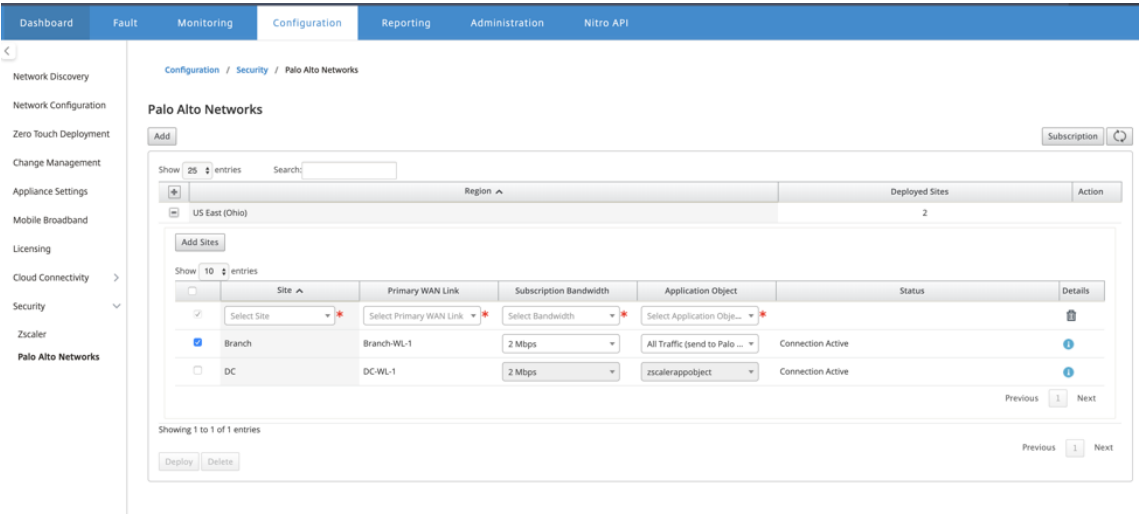 Dashboard Fault Monitoring Configuration Reporting Administration Nitro API
Network Discovery
Network Configuration
Zero Touch Deployment
Change Management
Appliance Settings
Mobile Broadband
Licensing
Cloud Connectivity
Security
Zscaler
Palo Alto Networks
Configuration / Security / Palo Alto Networks
Palo Alto Networks
Add Subscription
Show 25 entries Search:
Region Deployed Sites Action
US East (Ohio) 2
Add Sites
Show 10 entries
Site Primary WAN Link Subscription Bandwidth Application Object Status Details
Select Site * Select Primary WAN Link * Select Bandwidth * Select Application Obje... *
Branch Branch-WL-1 2 Mbps All Traffic (send to Palo ... Connection Active
DC DC-WL-1 2 Mbps zscalerappobject Connection Active
Previous 1 Next
Showing 1 to 1 of 1 entries
Previous 1 Next
Deploy Delete